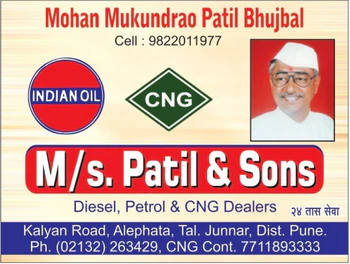 Mohan Mukundrao Patil Bhujbal
Cell : 9822011977
INDIAN OIL
CNG
M/s. Patil & Sons
Diesel, Petrol & CNG Dealers २४ तास सेवा
Kalyan Road, Alephata, Tal. Junnar, Dist. Pune.
Ph. (02132) 263429, CNG Cont. 7711893333